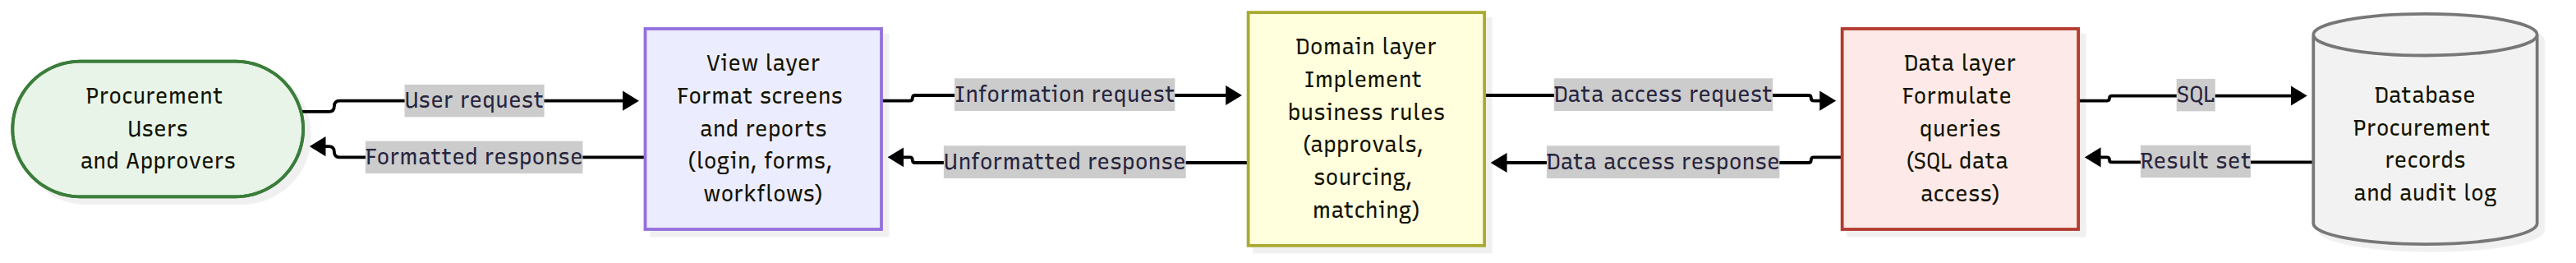 Procurement
Users
and Approvers
User request
Formatted response
View layer
Format screens
and reports
(login, forms,
workflows)
Information request
Unformatted response
Domain layer
Implement
business rules
(approvals,
sourcing,
matching)
Data access request
Data access response
Data layer
Formulate
queries
(SQL data
access)
SQL
Result set
Database
Procurement
records
and audit log